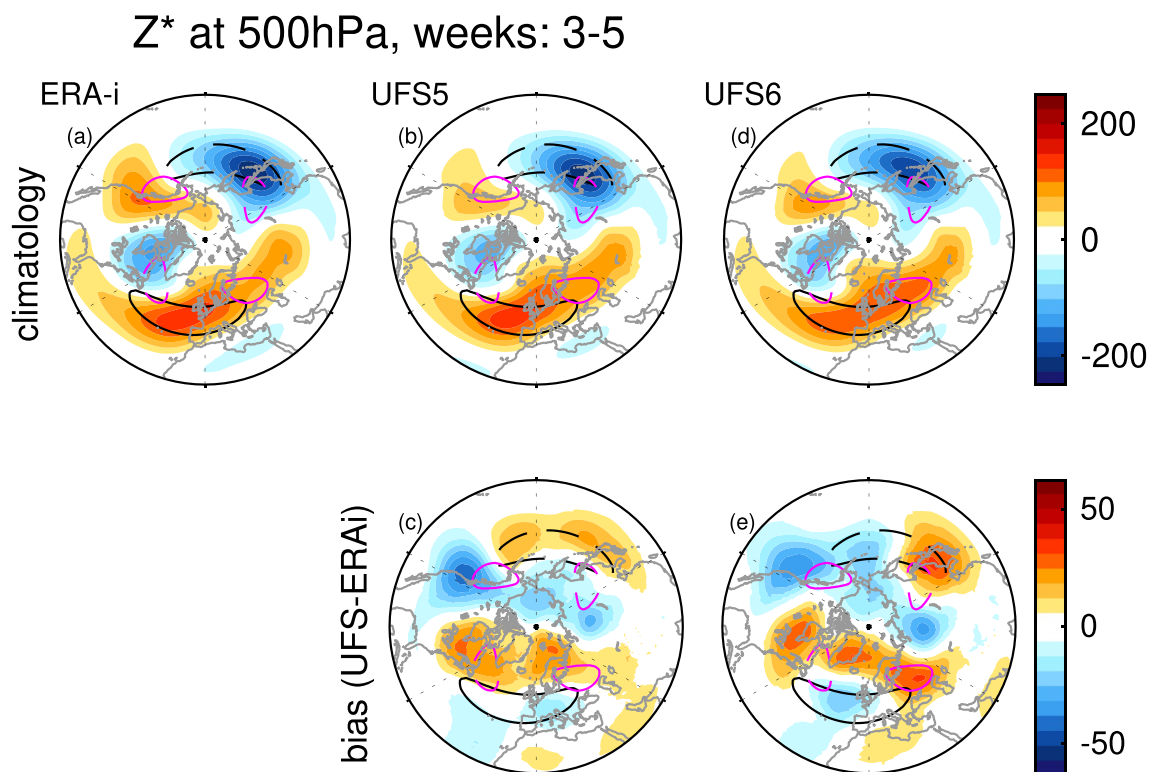 Z* at 500hPa, weeks: 3-5
ERA-i
UFS5
UFS6
(a)
(b)
(d)
climatology
200
0
-200
(c)
(e)
bias (UFS-ERAi)
50
0
-50